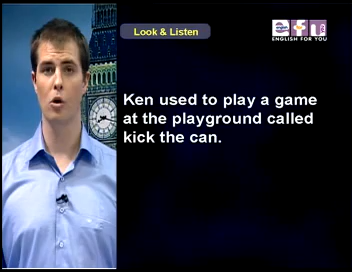 Look & Listen
efu
ENGLISH FOR YOU
Ken used to play a game
at the playground called
kick the can.